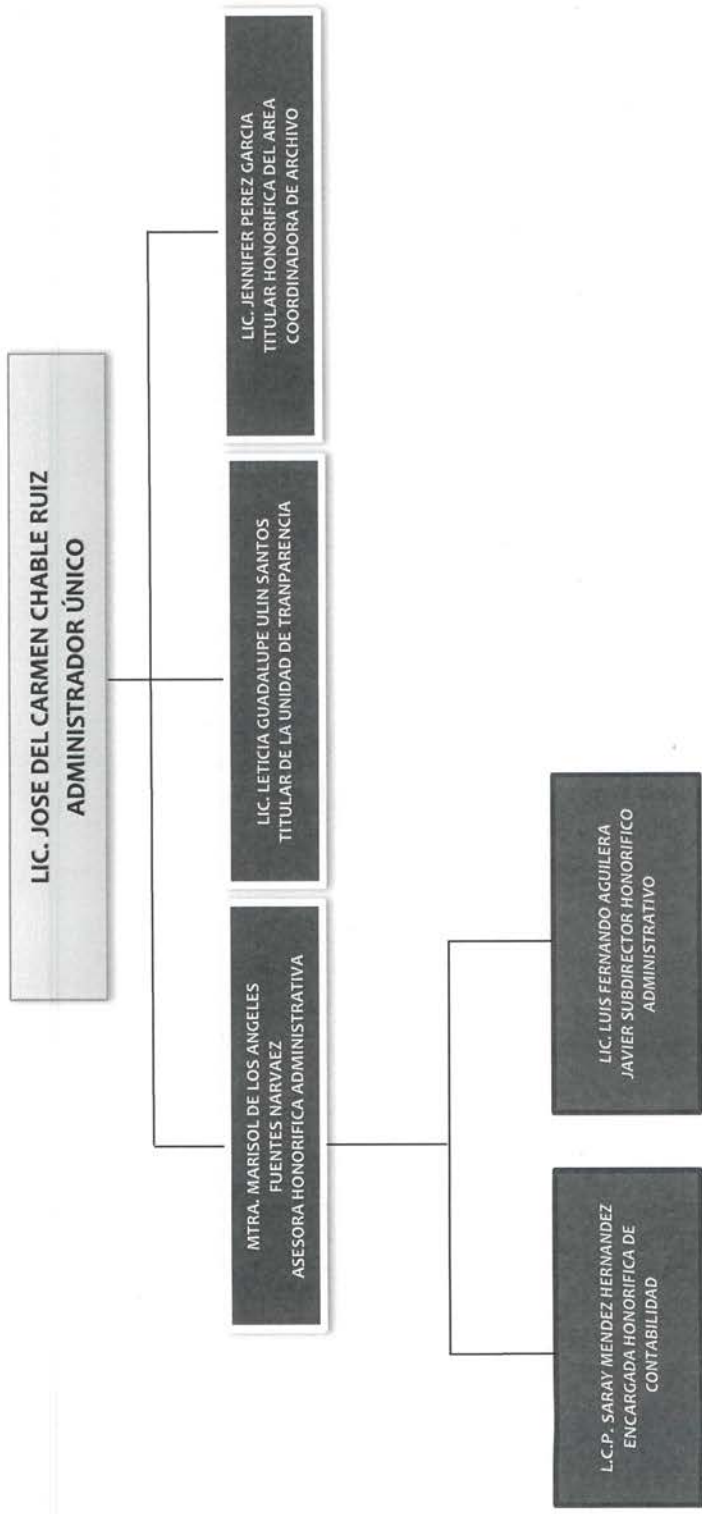 LIC. JOSE DEL CARMEN CHABLE RUIZ
ADMINISTRADOR ÚNICO
MTRA. MARISOL DE LOS ANGELES
FUENTES NARVAEZ
ASESORA HONORIFICA ADMINISTRATIVA
LIC. LETICIA GUADALUPE ULIN SANTOS
TITULAR DE LA UNIDAD DE TRANPARENCIA
LIC. JENNIFER PEREZ GARCIA
TITULAR HONORIFICA DEL AREA
COORDINADORA DE ARCHIVO
L.C.P. SARAY MENDEZ HERNANDEZ
ENCARGADA HONORIFICA DE
CONTABILIDAD
LIC. LUIS FERNANDO AGUILERA
JAVIER SUBDIRECTOR HONORIFICO
ADMINISTRATIVO